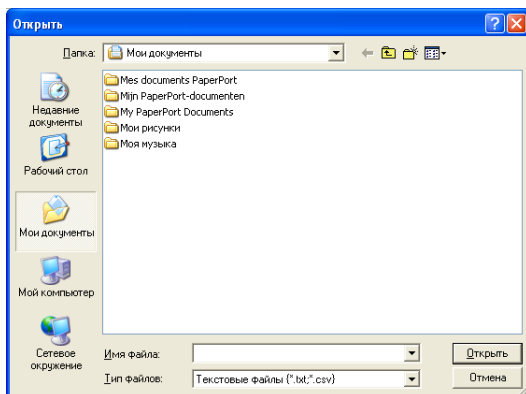 Открыть
Папка: Мои документы
Mes documents PaperPort
Mijn PaperPort-documenten
My PaperPort Documents
Мои рисунки
Моя музыка
Недавние
документы
Рабочий стол
Мои документы
Мой компьютер
Сетевое
окружение
Имя файла:
Открыть
Тип файлов: Текстовые файлы (*.txt;*.csv)
Отмена